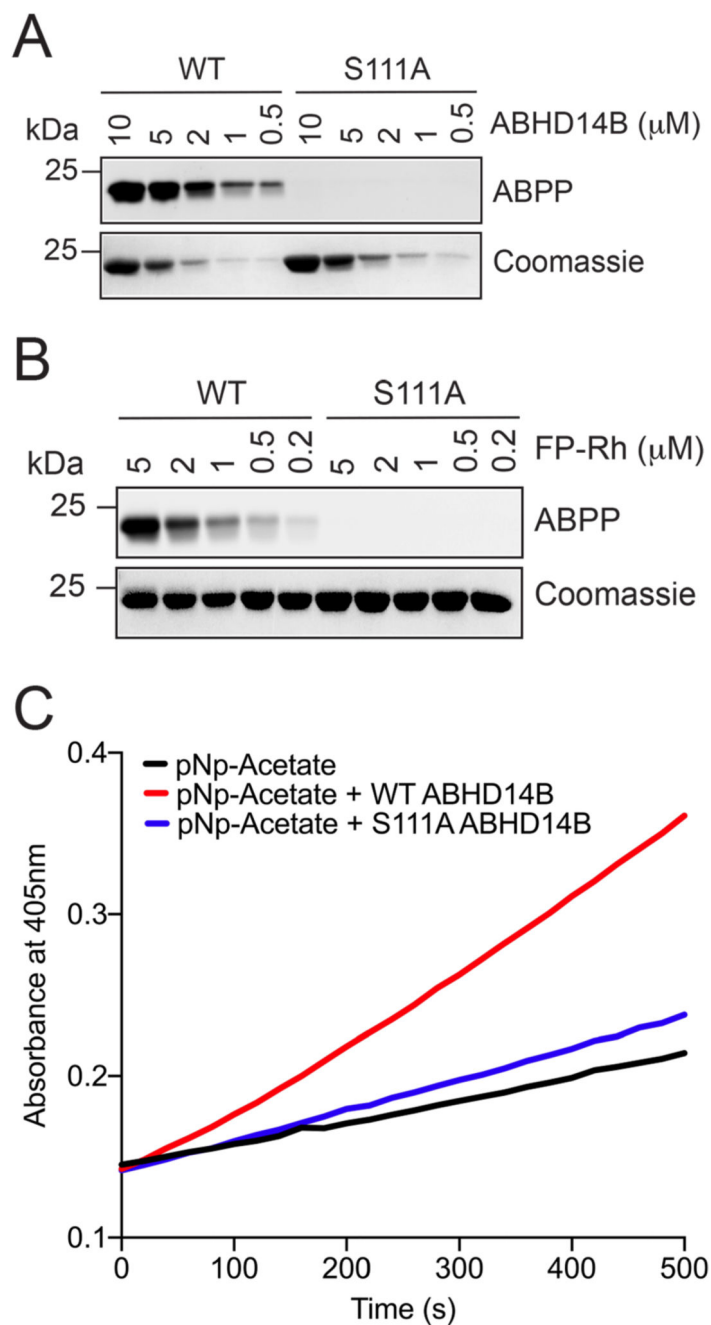 A
WT S111A
kDa 10 5 2 1 0.5 10 5 2 1 0.5 ABHD14B (μM)
25 ABPP
25 Coomassie
B
WT S111A
kDa 5 2 1 0.5 0.2 5 2 1 0.5 0.2 FP-Rh (μM)
25 ABPP
25 Coomassie
C
0.4
pNp-Acetate
pNp-Acetate + WT ABHD14B
pNp-Acetate + S111A ABHD14B
0.3
Absorbance at 405nm
0.2
0.1
0 100 200 300 400 500
Time (s)